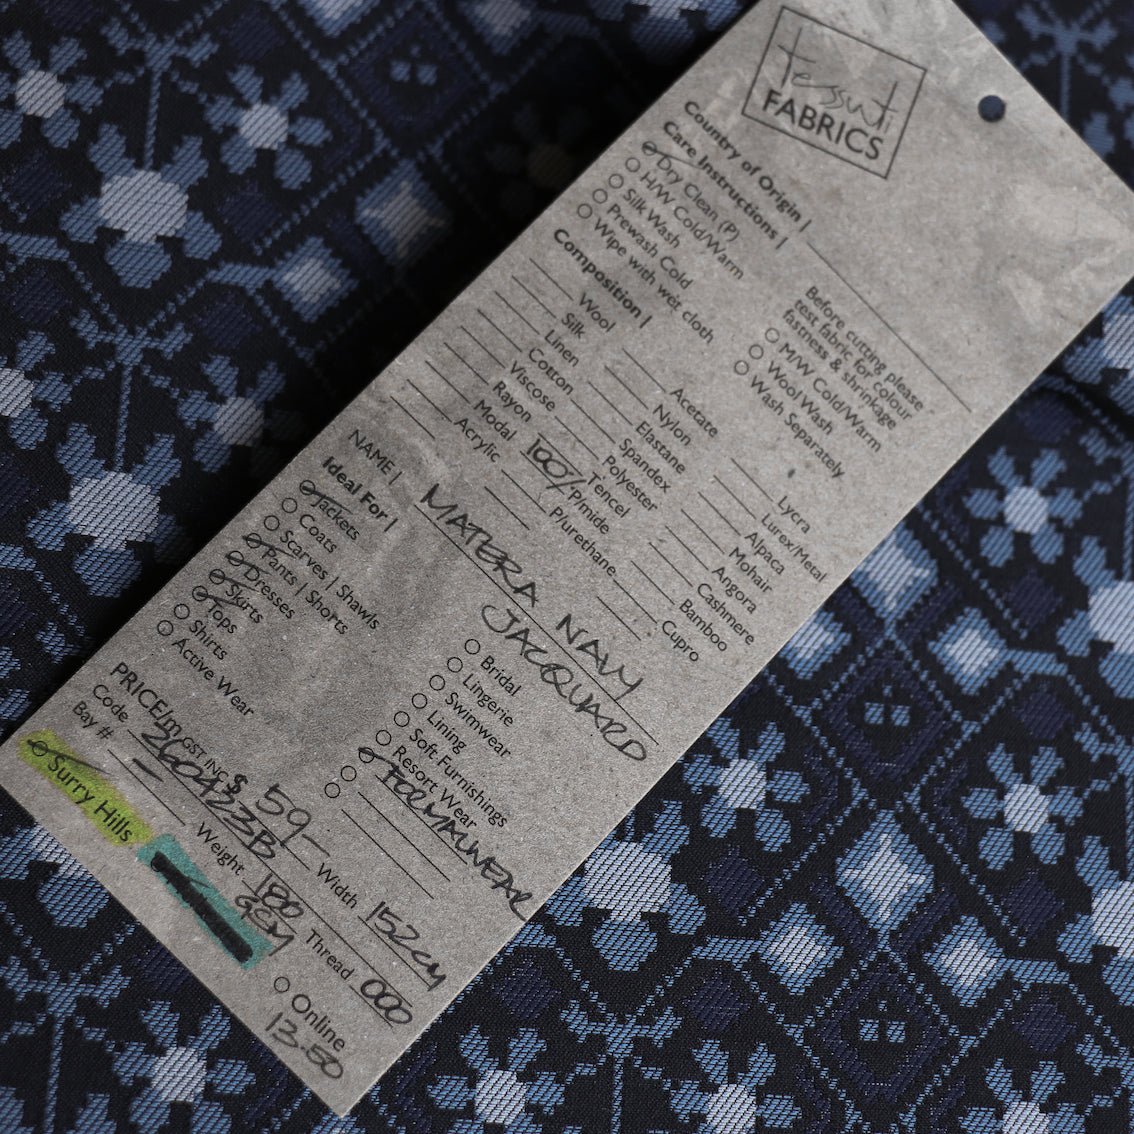 Tessuti
FABRICS
Country of Origin |
Care Instructions |
Dry Clean (P)
H/W Cold/Warm
Silk Wash
Prewash Cold
Wipe with wet cloth
Before cutting please
test fabric for colour
fastness & shrinkage
M/W Cold/Warm
Wool Wash
Wash Separately
Composition |
Wool
Silk
Linen
Cotton
Viscose
Rayon
Modal
Acrylic
Acetate
Nylon
Elastane
Spandex
Polyester
Tencel
100% P/mide
P/urethane
Lycra
Lurex/Metal
Alpaca
Mohair
Angora
Cashmere
Bamboo
Cupro
NAME | MATERA NAVY
JACQUARD
Ideal For |
Jackets
Coats
Scarves | Shawls
Pants | Shorts
Dresses
Skirts
Tops
Shirts
Active Wear
Bridal
Lingerie
Swimwear
Lining
Soft Furnishings
Resort Wear
FORMALWEAR
PRICE/m GST INC $ 59- Width 152cm
Code 260423B Weight 180 GSM Thread 000
Bay # -
Surry Hills
Online
13.50